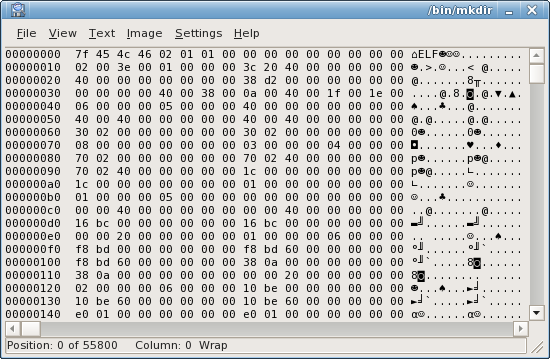 /bin/mkdir
File View Text Image Settings Help
00000000 7f 45 4c 46 02 01 01 00 00 00 00 00 00 00 00 00 ⌂ELF☻☺☺.........
00000010 02 00 3e 00 01 00 00 00 3c 20 40 00 00 00 00 00 ☻.>.☺...< @.....
00000020 40 00 00 00 00 00 00 00 38 d2 00 00 00 00 00 00 @.......8╥......
00000030 00 00 00 00 40 00 38 00 0a 00 40 00 1f 00 1e 00 ....@.8.◙.@.▼.▲.
00000040 06 00 00 00 05 00 00 00 40 00 00 00 00 00 00 00 ♠...♣...@.......
00000050 40 00 40 00 00 00 00 00 40 00 40 00 00 00 00 00 @.@.....@.@.....
00000060 30 02 00 00 00 00 00 00 30 02 00 00 00 00 00 00 0☻......0☻......
00000070 08 00 00 00 00 00 00 00 03 00 00 00 04 00 00 00 ◘.......♥...♦...
00000080 70 02 00 00 00 00 00 00 70 02 40 00 00 00 00 00 p☻......p☻@.....
00000090 70 02 40 00 00 00 00 00 1c 00 00 00 00 00 00 00 p☻@.....∟.......
000000a0 1c 00 00 00 00 00 00 00 01 00 00 00 00 00 00 00 ∟.......☺.......
000000b0 01 00 00 00 05 00 00 00 00 00 00 00 00 00 00 00 ☺...♣...........
000000c0 00 00 40 00 00 00 00 00 00 00 40 00 00 00 00 00 ..@.......@.....
000000d0 16 bc 00 00 00 00 00 00 16 bc 00 00 00 00 00 00 ▬╝......▬╝......
000000e0 00 00 20 00 00 00 00 00 01 00 00 00 06 00 00 00 .. .....☺...♠...
000000f0 f8 bd 00 00 00 00 00 00 f8 bd 60 00 00 00 00 00 °╜......°╜`.....
00000100 f8 bd 60 00 00 00 00 00 38 0a 00 00 00 00 00 00 °╜`.....8◙......
00000110 38 0a 00 00 00 00 00 00 00 00 20 00 00 00 00 00 8◙........ .....
00000120 02 00 00 00 06 00 00 00 10 be 00 00 00 00 00 00 ☻...♠...►╛......
00000130 10 be 60 00 00 00 00 00 10 be 60 00 00 00 00 00 ►╛`.....►╛`.....
00000140 e0 01 00 00 00 00 00 00 e0 01 00 00 00 00 00 00 α☺......α☺......
Position: 0 of 55800 Column: 0 Wrap